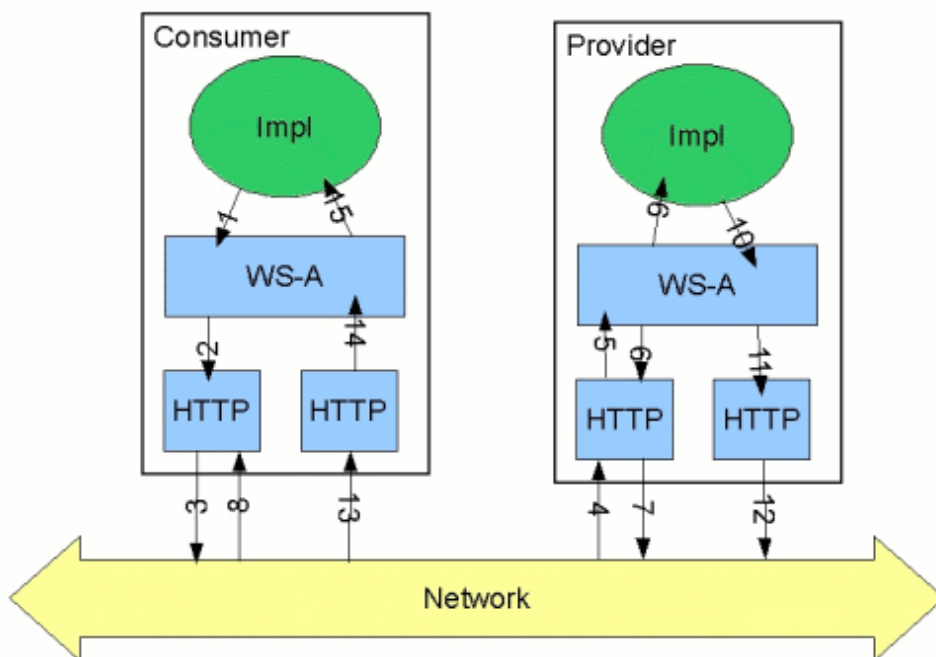 Consumer
Provider
Impl
Impl
1
15
9
10
WS-A
WS-A
2
14
5
6
11
HTTP
HTTP
HTTP
HTTP
3
8
13
4
7
12
Network